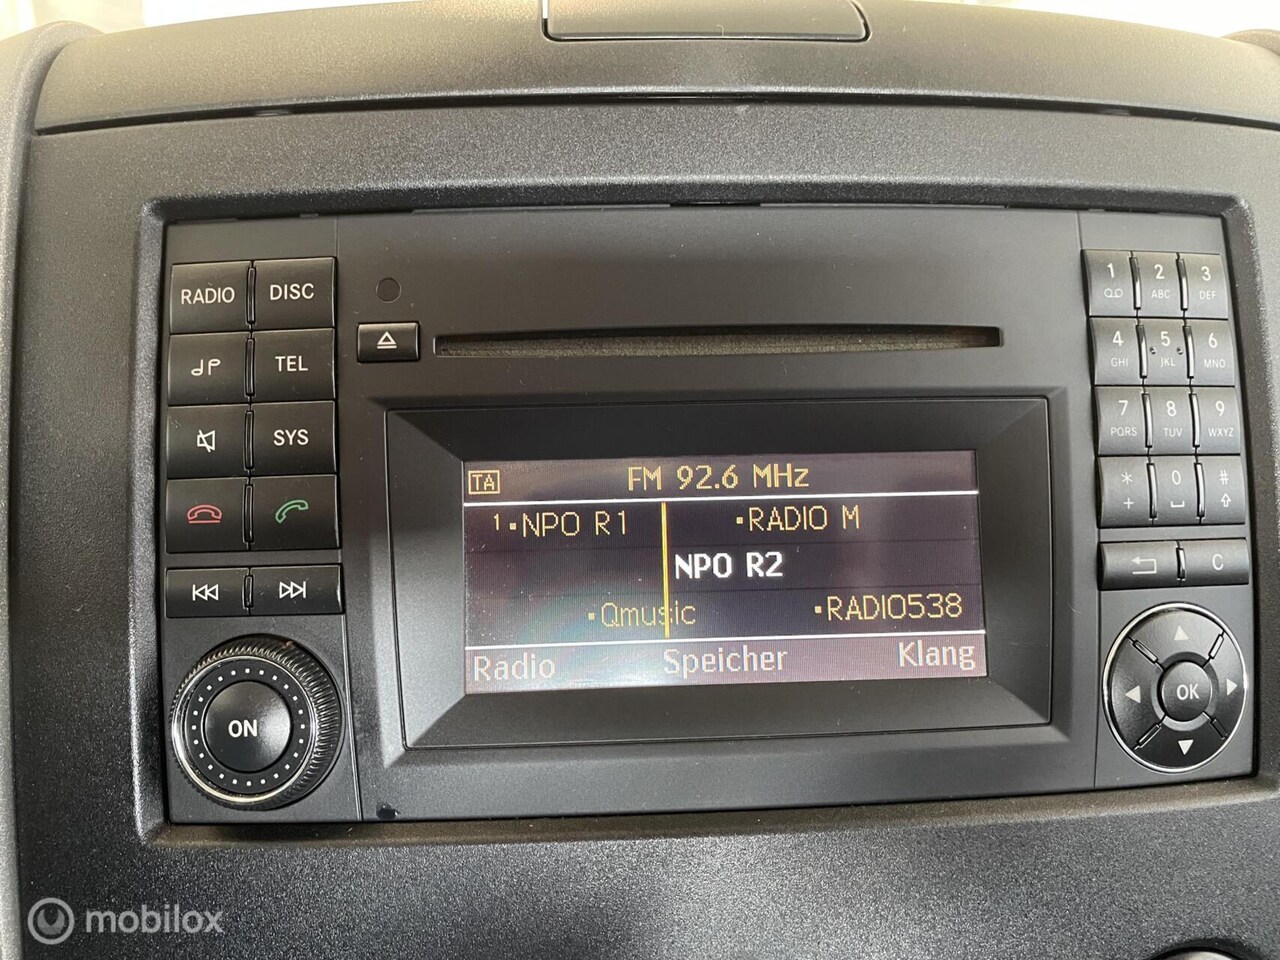 RADIO DISC
TEL
SYS
ON
TA FM 92.6 MHz
1 •NPO R1 •RADIO M
NPO R2
•Qmusic •RADIO538
Radio Speicher Klang
1 2 ABC 3 DEF
4 GHI 5 JKL 6 MNO
7 PQRS 8 TUV 9 WXYZ
* + 0 #
C
OK
mobilox